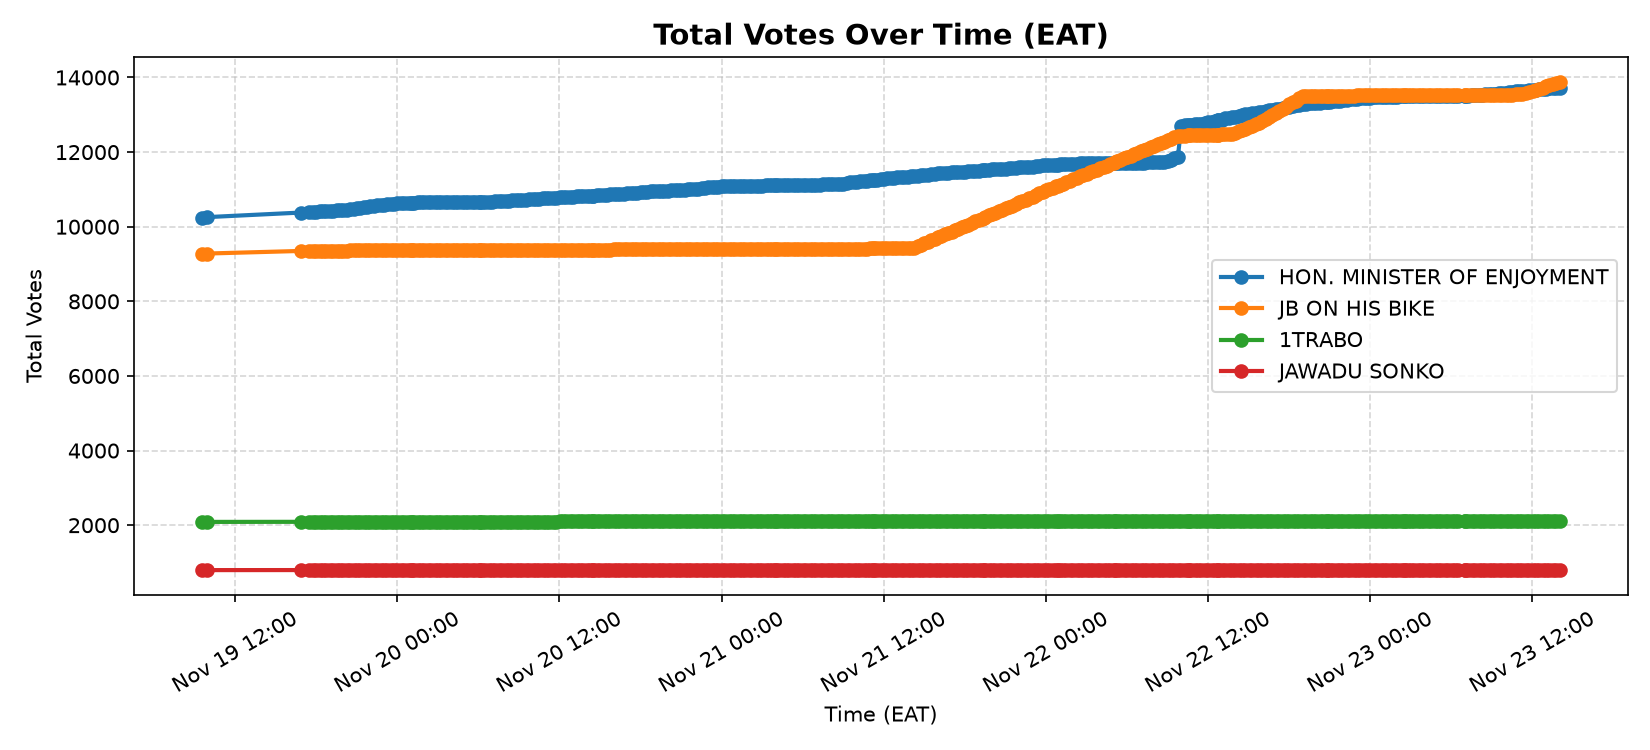 Total Votes Over Time (EAT)
Total Votes
14000
12000
10000
8000
6000
4000
2000
HON. MINISTER OF ENJOYMENT
JB ON HIS BIKE
1TRABO
JAWADU SONKO
Nov 19 12:00
Nov 20 00:00
Nov 20 12:00
Nov 21 00:00
Nov 21 12:00
Nov 22 00:00
Nov 22 12:00
Nov 23 00:00
Nov 23 12:00
Time (EAT)